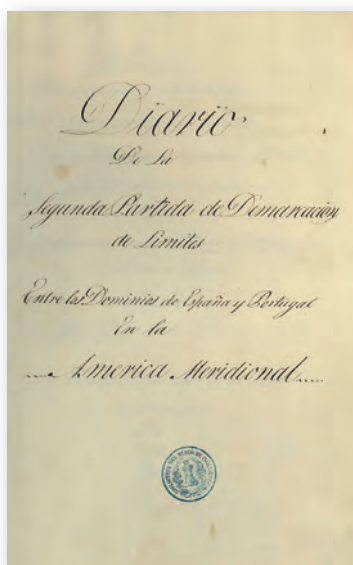 Diario
De La
Segunda Partida de Demarcacion
de Limites
Entre los Dominios de España y Portugal
En la
America Meridional